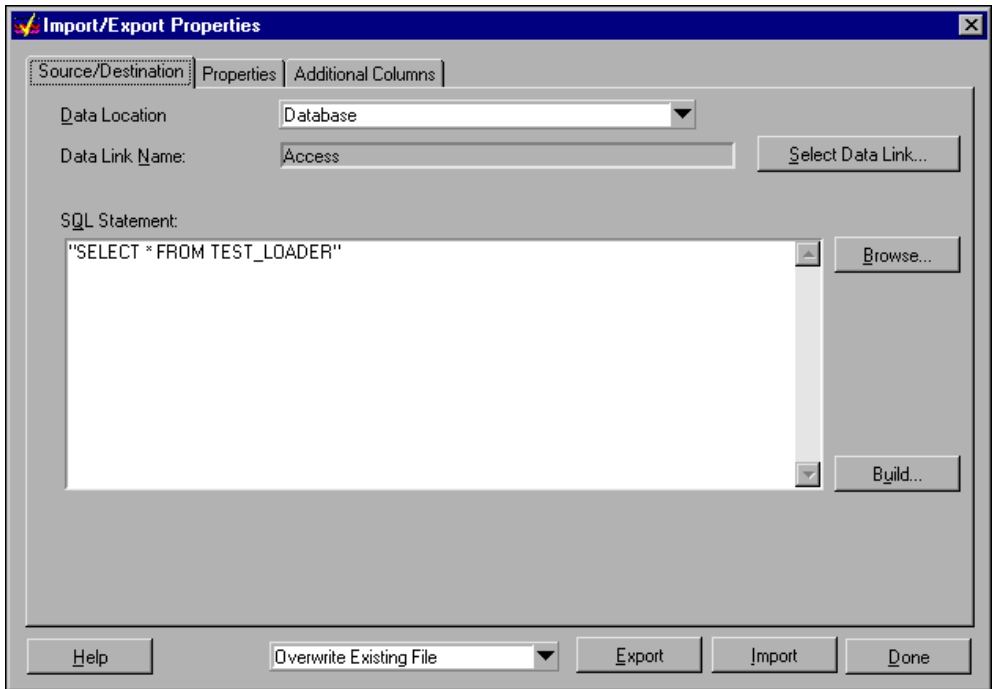 Import/Export Properties
Source/Destination Properties Additional Columns
Data Location Database
Data Link Name: Access Select Data Link...
SQL Statement:
"SELECT * FROM TEST_LOADER" Browse...
Build...
Help Overwrite Existing File Export Import Done